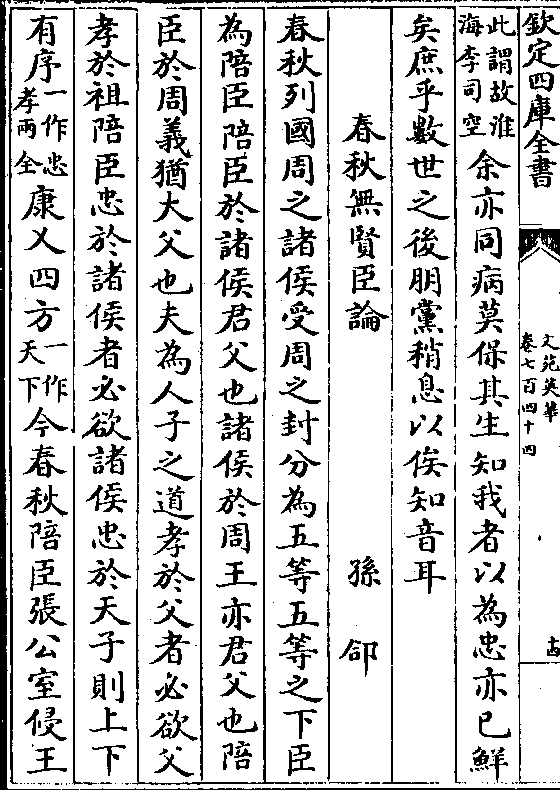 欽定四庫全書
文苑英華
卷七百四十四
十四
此謂故淮
海李司空
余亦同病莫保其生知我者以為忠亦已鮮
矣庶乎數世之後朋黨稍息以俟知音耳
春秋無賢臣論 孫郃
春秋列國周之諸侯受周之封分為五等五等之下臣
為陪臣陪臣於諸侯君父也諸侯於周王亦君父也陪
臣於周義猶大父也夫為人子之道孝於父者必欲父
孝於祖陪臣忠於諸侯者必欲諸侯忠於天子則上下
有序一作忠孝兩全康乂四方一作天下今春秋陪臣張公室侵王